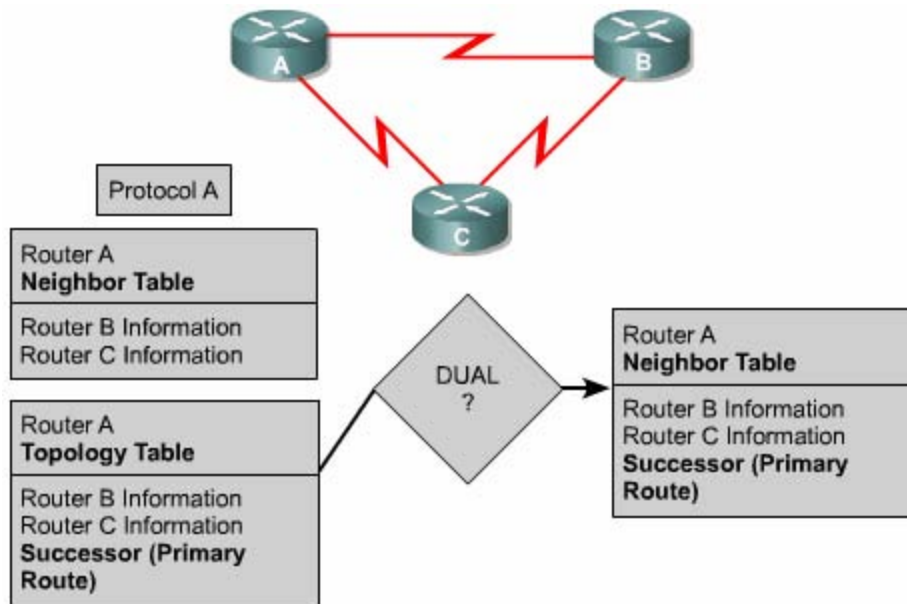 A
B
C
Protocol A
Router A
Neighbor Table
Router B Information
Router C Information
Router A
Topology Table
Router B Information
Router C Information
Successor (Primary
Route)
DUAL
?
Router A
Neighbor Table
Router B Information
Router C Information
Successor (Primary
Route)